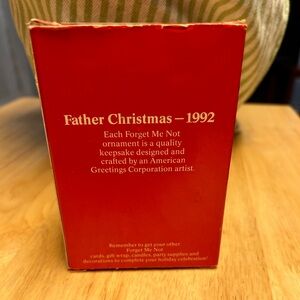 Father Christmas – 1992
Each Forget Me Not
ornament is a quality
keepsake designed and
crafted by an American
Greetings Corporation artist.
Remember to get your other
Forget Me Not
cards, gift wrap, candles, party supplies and
decorations to complete your holiday celebration!